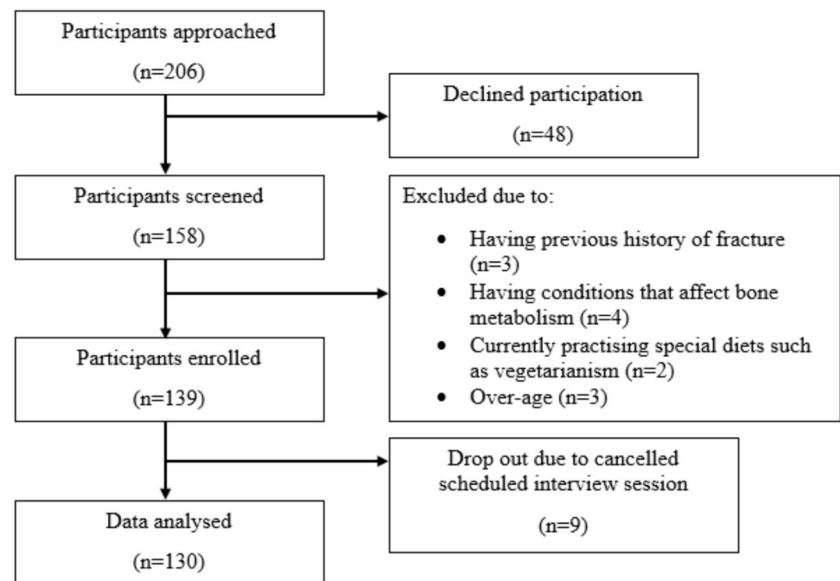 Participants approached
(n=206)
Declined participation
(n=48)
Participants screened
(n=158)
Excluded due to:
• Having previous history of fracture
(n=3)
• Having conditions that affect bone
metabolism (n=4)
• Currently practising special diets such
as vegetarianism (n=2)
• Over-age (n=3)
Participants enrolled
(n=139)
Drop out due to cancelled
scheduled interview session
(n=9)
Data analysed
(n=130)